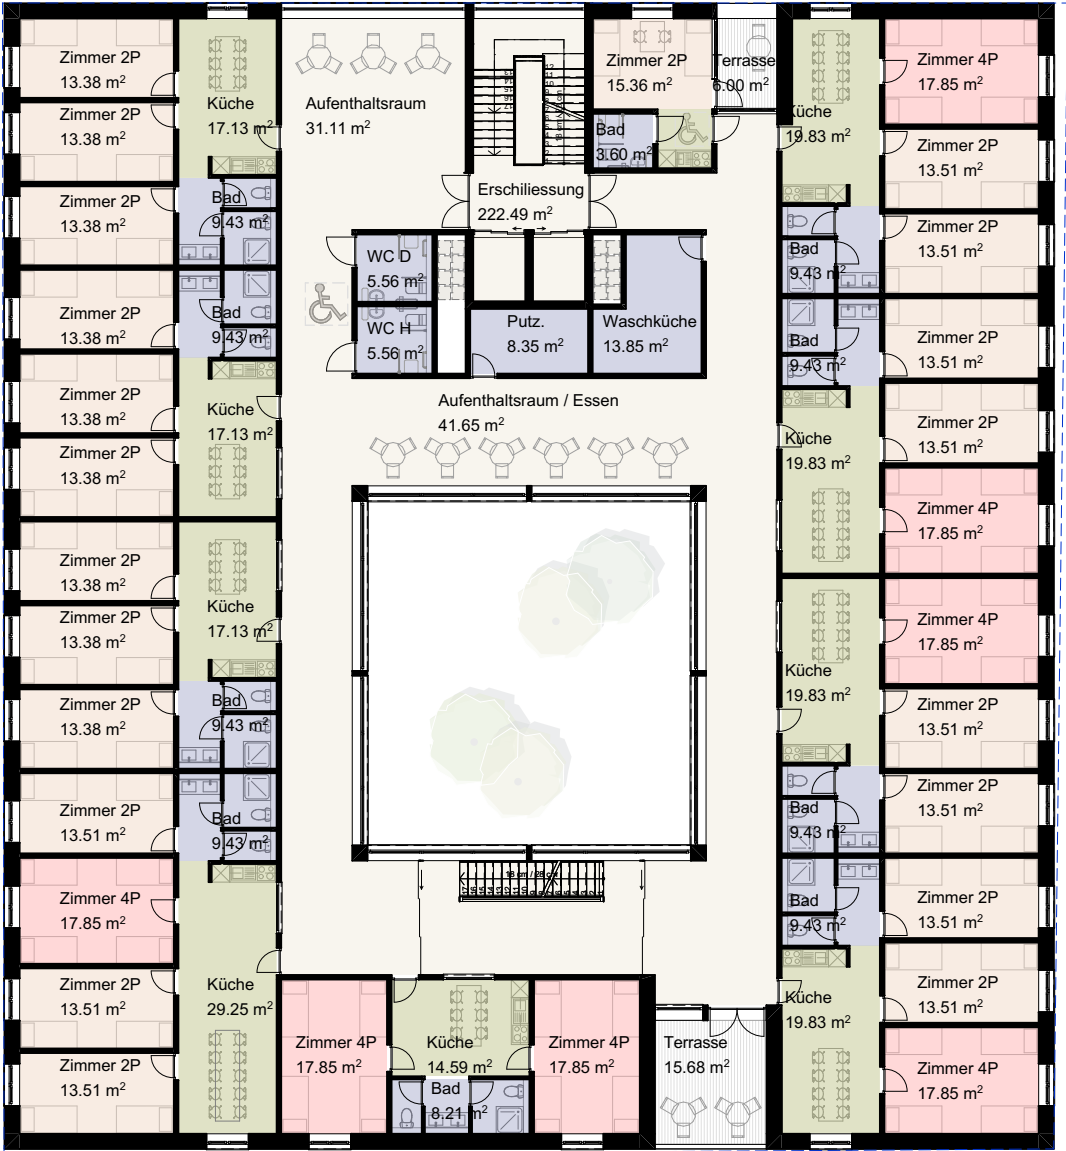 Zimmer 2P
13.38 m²
Zimmer 2P
13.38 m²
Zimmer 2P
13.38 m²
Zimmer 2P
13.38 m²
Zimmer 2P
13.38 m²
Zimmer 2P
13.38 m²
Zimmer 2P
13.38 m²
Zimmer 2P
13.38 m²
Zimmer 2P
13.38 m²
Zimmer 2P
13.51 m²
Zimmer 4P
17.85 m²
Zimmer 2P
13.51 m²
Zimmer 2P
13.51 m²
Küche
17.13 m²
Bad
9.43 m²
Bad
9.43 m²
Küche
17.13 m²
Küche
17.13 m²
Bad
9.43 m²
Bad
9.43 m²
Küche
29.25 m²
Aufenthaltsraum
31.11 m²
Zimmer 2P
15.36 m²
Terrasse
6.00 m²
Bad
3.60 m²
Erschliessung
222.49 m²
WC D
5.56 m²
WC H
5.56 m²
Putz.
8.35 m²
Waschküche
13.85 m²
Aufenthaltsraum / Essen
41.65 m²
18 cm / 28 cm
Zimmer 4P
17.85 m²
Küche
14.59 m²
Bad
8.21 m²
Zimmer 4P
17.85 m²
Terrasse
15.68 m²
Küche
19.83 m²
Bad
9.43 m²
Bad
9.43 m²
Küche
19.83 m²
Küche
19.83 m²
Bad
9.43 m²
Bad
9.43 m²
Küche
19.83 m²
Zimmer 4P
17.85 m²
Zimmer 2P
13.51 m²
Zimmer 2P
13.51 m²
Zimmer 2P
13.51 m²
Zimmer 2P
13.51 m²
Zimmer 4P
17.85 m²
Zimmer 4P
17.85 m²
Zimmer 2P
13.51 m²
Zimmer 2P
13.51 m²
Zimmer 2P
13.51 m²
Zimmer 2P
13.51 m²
Zimmer 4P
17.85 m²